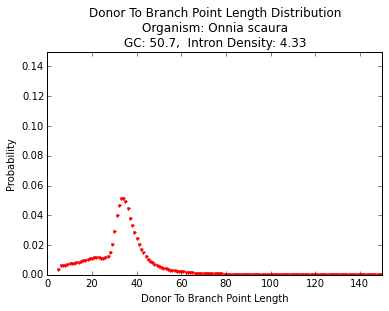 Donor To Branch Point Length Distribution
Organism: Onnia scaura
GC: 50.7,  Intron Density: 4.33
0.14
0.12
0.10
0.08
0.06
0.04
0.02
0.00
Probability
0 20 40 60 80 100 120 140
Donor To Branch Point Length